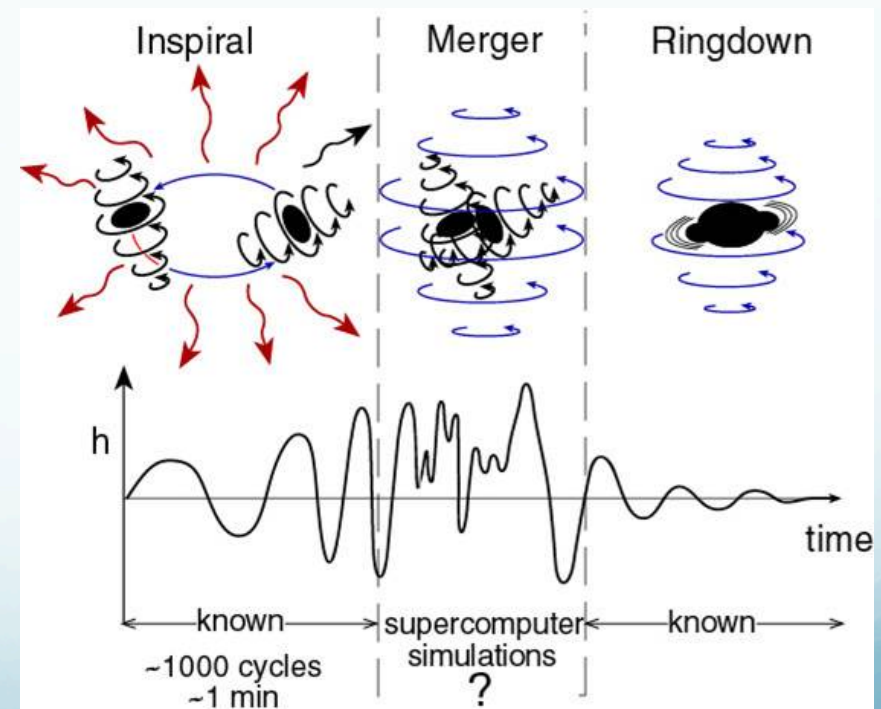 Inspiral
Merger
Ringdown
h
time
known
supercomputer
simulations
?
known
~1000 cycles
~1 min